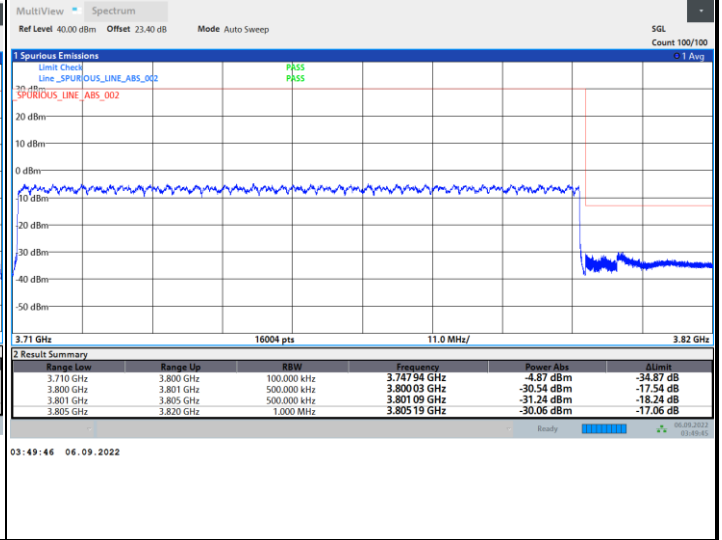 MultiView Spectrum
Ref Level 40.00 dBm Offset 23.40 dB Mode Auto Sweep SGL
Count 100/100
1 Spurious Emissions 1 Avg
Limit Check PASS
Line _SPURIOUS_LINE_ABS_002 PASS
30 dBm
_SPURIOUS_LINE_ABS_002
20 dBm
10 dBm
0 dBm
-10 dBm
-20 dBm
-30 dBm
-40 dBm
-50 dBm
3.71 GHz 16004 pts 11.0 MHz/ 3.82 GHz
2 Result Summary
Range Low Range Up RBW Frequency Power Abs ΔLimit
3.710 GHz 3.800 GHz 100.000 kHz 3.747 94 GHz -4.87 dBm -34.87 dB
3.800 GHz 3.801 GHz 500.000 kHz 3.800 03 GHz -30.54 dBm -17.54 dB
3.801 GHz 3.805 GHz 500.000 kHz 3.801 09 GHz -31.24 dBm -18.24 dB
3.805 GHz 3.820 GHz 1.000 MHz 3.805 19 GHz -30.06 dBm -17.06 dB
Ready 06.09.2022
03:49:45
03:49:46 06.09.2022